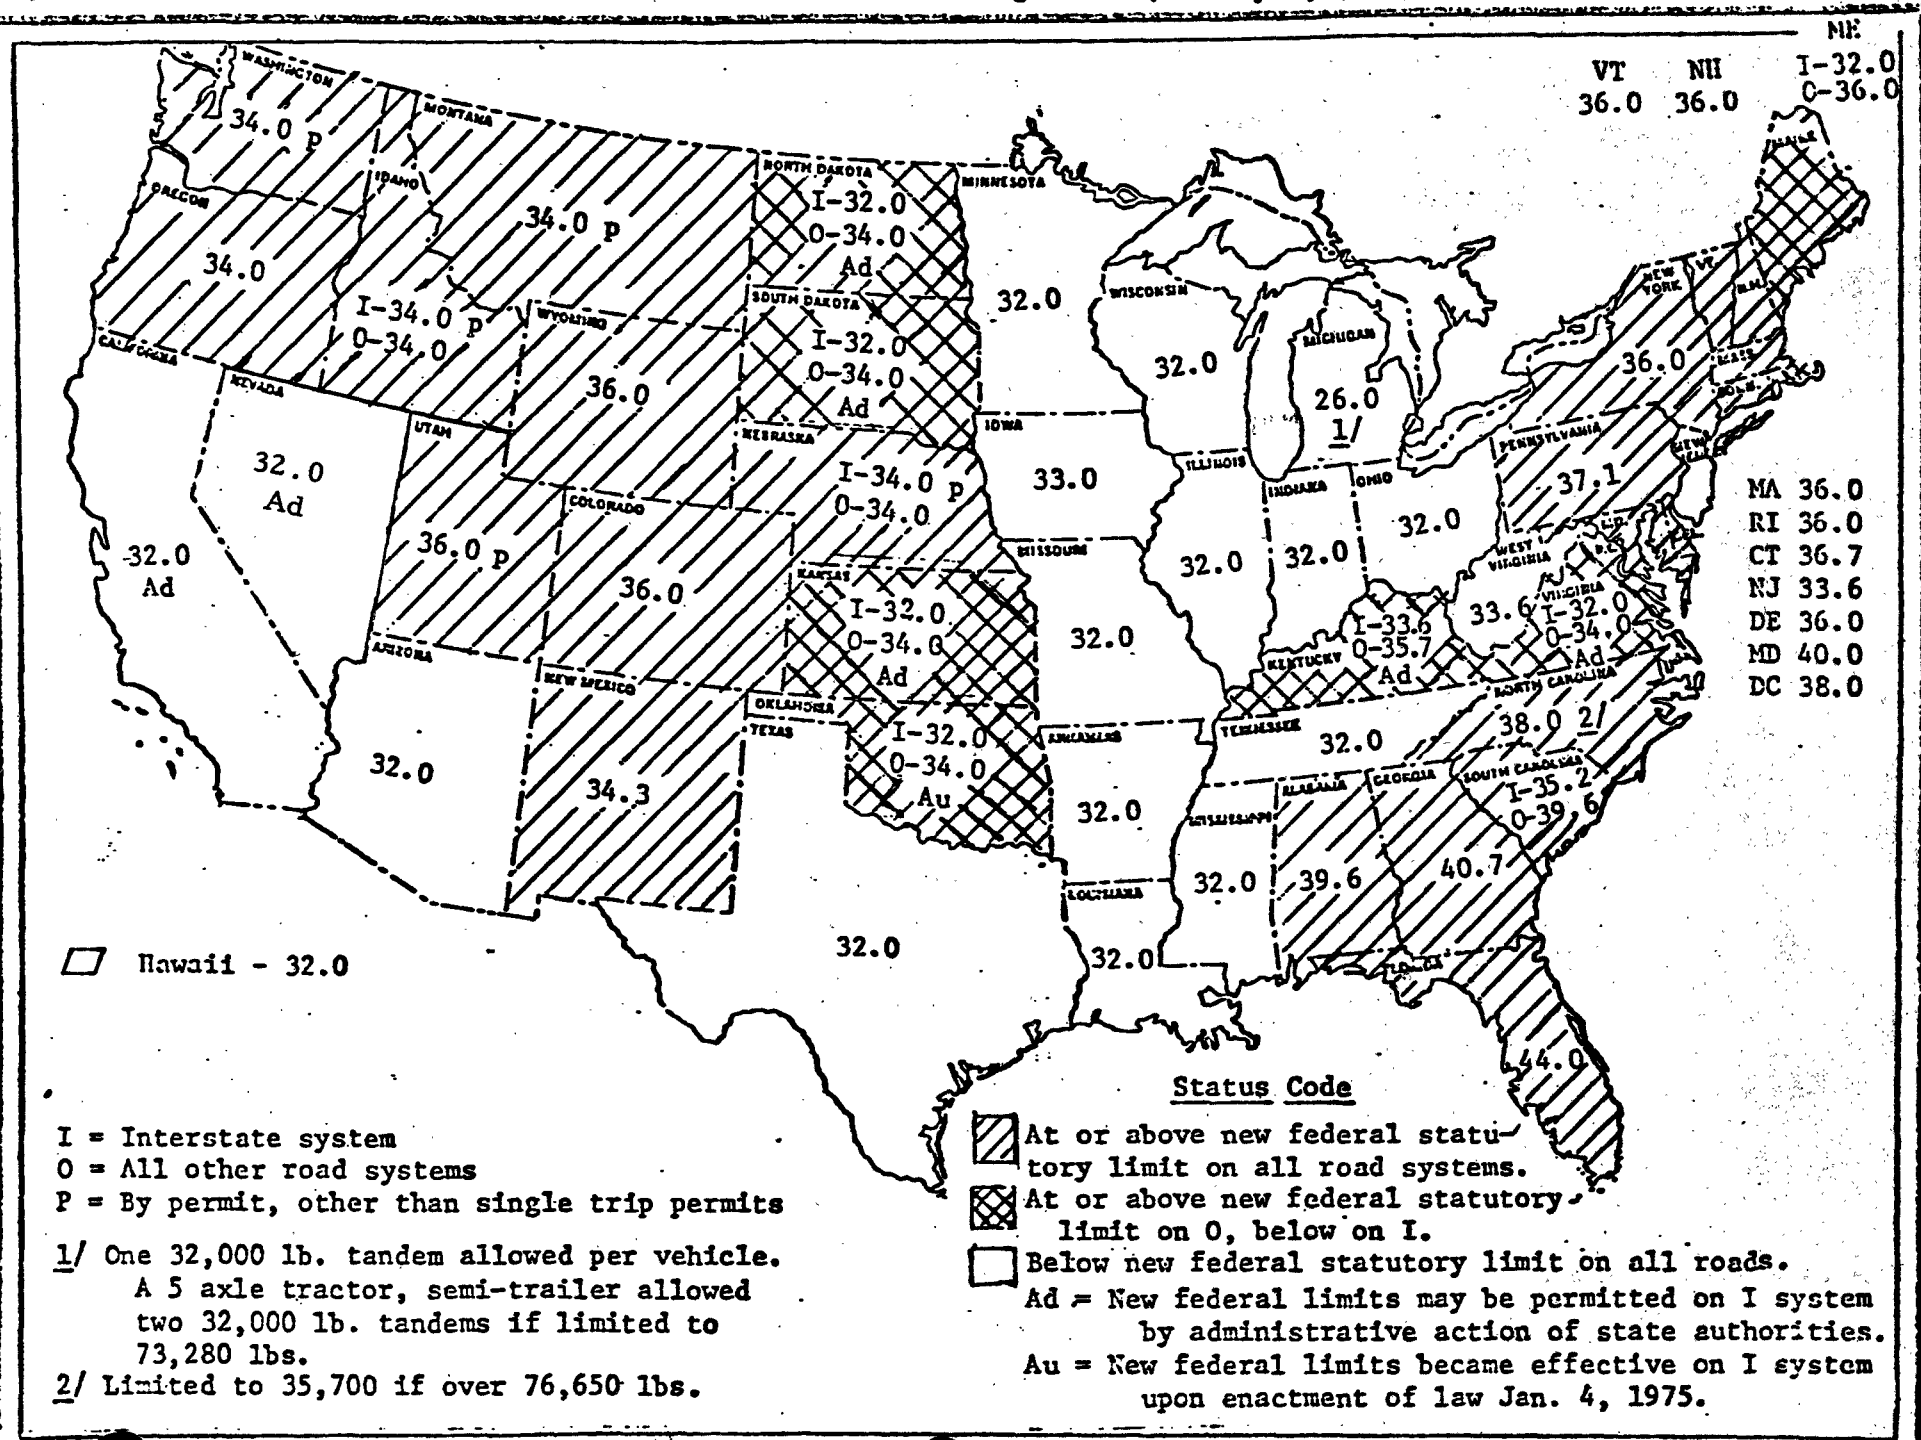 ME
VT NH I-32.0
36.0 36.0 O-36.0
WASHINGTON
34.0 p
MONTANA
34.0 p
IDAHO
I-34.0 p
O-34.0
OREGON
34.0
NORTH DAKOTA
I-32.0
O-34.0
Ad
MINNESOTA
32.0
SOUTH DAKOTA
I-32.0
O-34.0
Ad
WYOMING
36.0
WISCONSIN
32.0
MICHIGAN
26.0
1/
NEW
YORK
36.0
VT.
N.H.
MAINE
MASS
CONN.
CALIFORNIA
32.0
Ad
NEVADA
32.0
Ad
UTAH
36.0 p
COLORADO
36.0
NEBRASKA
I-34.0 p
O-34.0
IOWA
33.0
ILLINOIS
32.0
INDIANA
32.0
OHIO
32.0
PENNSYLVANIA
37.1
NEW
MA 36.0
RI 36.0
CT 36.7
NJ 33.6
DE 36.0
MD 40.0
DC 38.0
KANSAS
I-32.0
O-34.0
Ad
MISSOURI
32.0
WEST
VIRGINIA
33.6
D.C.
VIRGINIA
I-32.0
O-34.0
Ad
KENTUCKY
I-33.6
O-35.7
Ad
ARIZONA
32.0
NEW MEXICO
34.3
OKLAHOMA
I-32.0
O-34.0
Au
TEXAS
32.0
ARKANSAS
32.0
TENNESSEE
32.0
NORTH CAROLINA
38.0 2/
SOUTH CAROLINA
I-35.2
O-39.6
MISSISSIPPI
32.0
ALABAMA
39.6
GEORGIA
40.7
LOUISIANA
32.0
FLORIDA
44.0
Hawaii - 32.0
I = Interstate system
O = All other road systems
P = By permit, other than single trip permits
1/ One 32,000 lb. tandem allowed per vehicle.
A 5 axle tractor, semi-trailer allowed
two 32,000 lb. tandems if limited to
73,280 lbs.
2/ Limited to 35,700 if over 76,650 lbs.
Status Code
At or above new federal statu-
tory limit on all road systems.
At or above new federal statutory
limit on O, below on I.
Below new federal statutory limit on all roads.
Ad = New federal limits may be permitted on I system
by administrative action of state authorities.
Au = New federal limits became effective on I system
upon enactment of law Jan. 4, 1975.